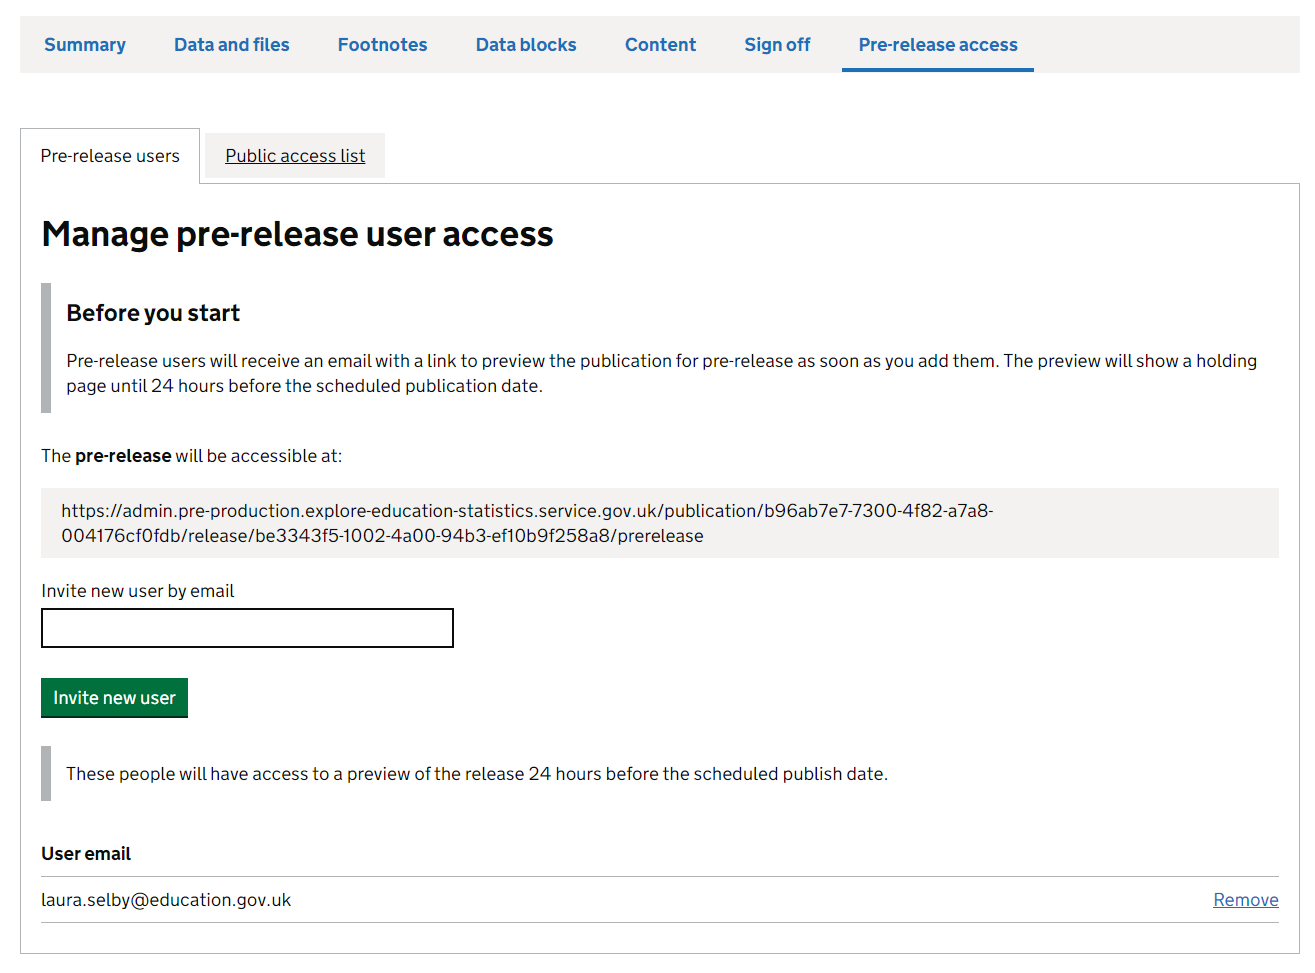 Summary Data and files Footnotes Data blocks Content Sign off Pre-release access
Pre-release users Public access list
Manage pre-release user access
Before you start
Pre-release users will receive an email with a link to preview the publication for pre-release as soon as you add them. The preview will show a holding
page until 24 hours before the scheduled publication date.
The pre-release will be accessible at:
https://admin.pre-production.explore-education-statistics.service.gov.uk/publication/b96ab7e7-7300-4f82-a7a8-
004176cf0fdb/release/be3343f5-1002-4a00-94b3-ef10b9f258a8/prerelease
Invite new user by email
Invite new user
These people will have access to a preview of the release 24 hours before the scheduled publish date.
User email
laura.selby@education.gov.uk Remove